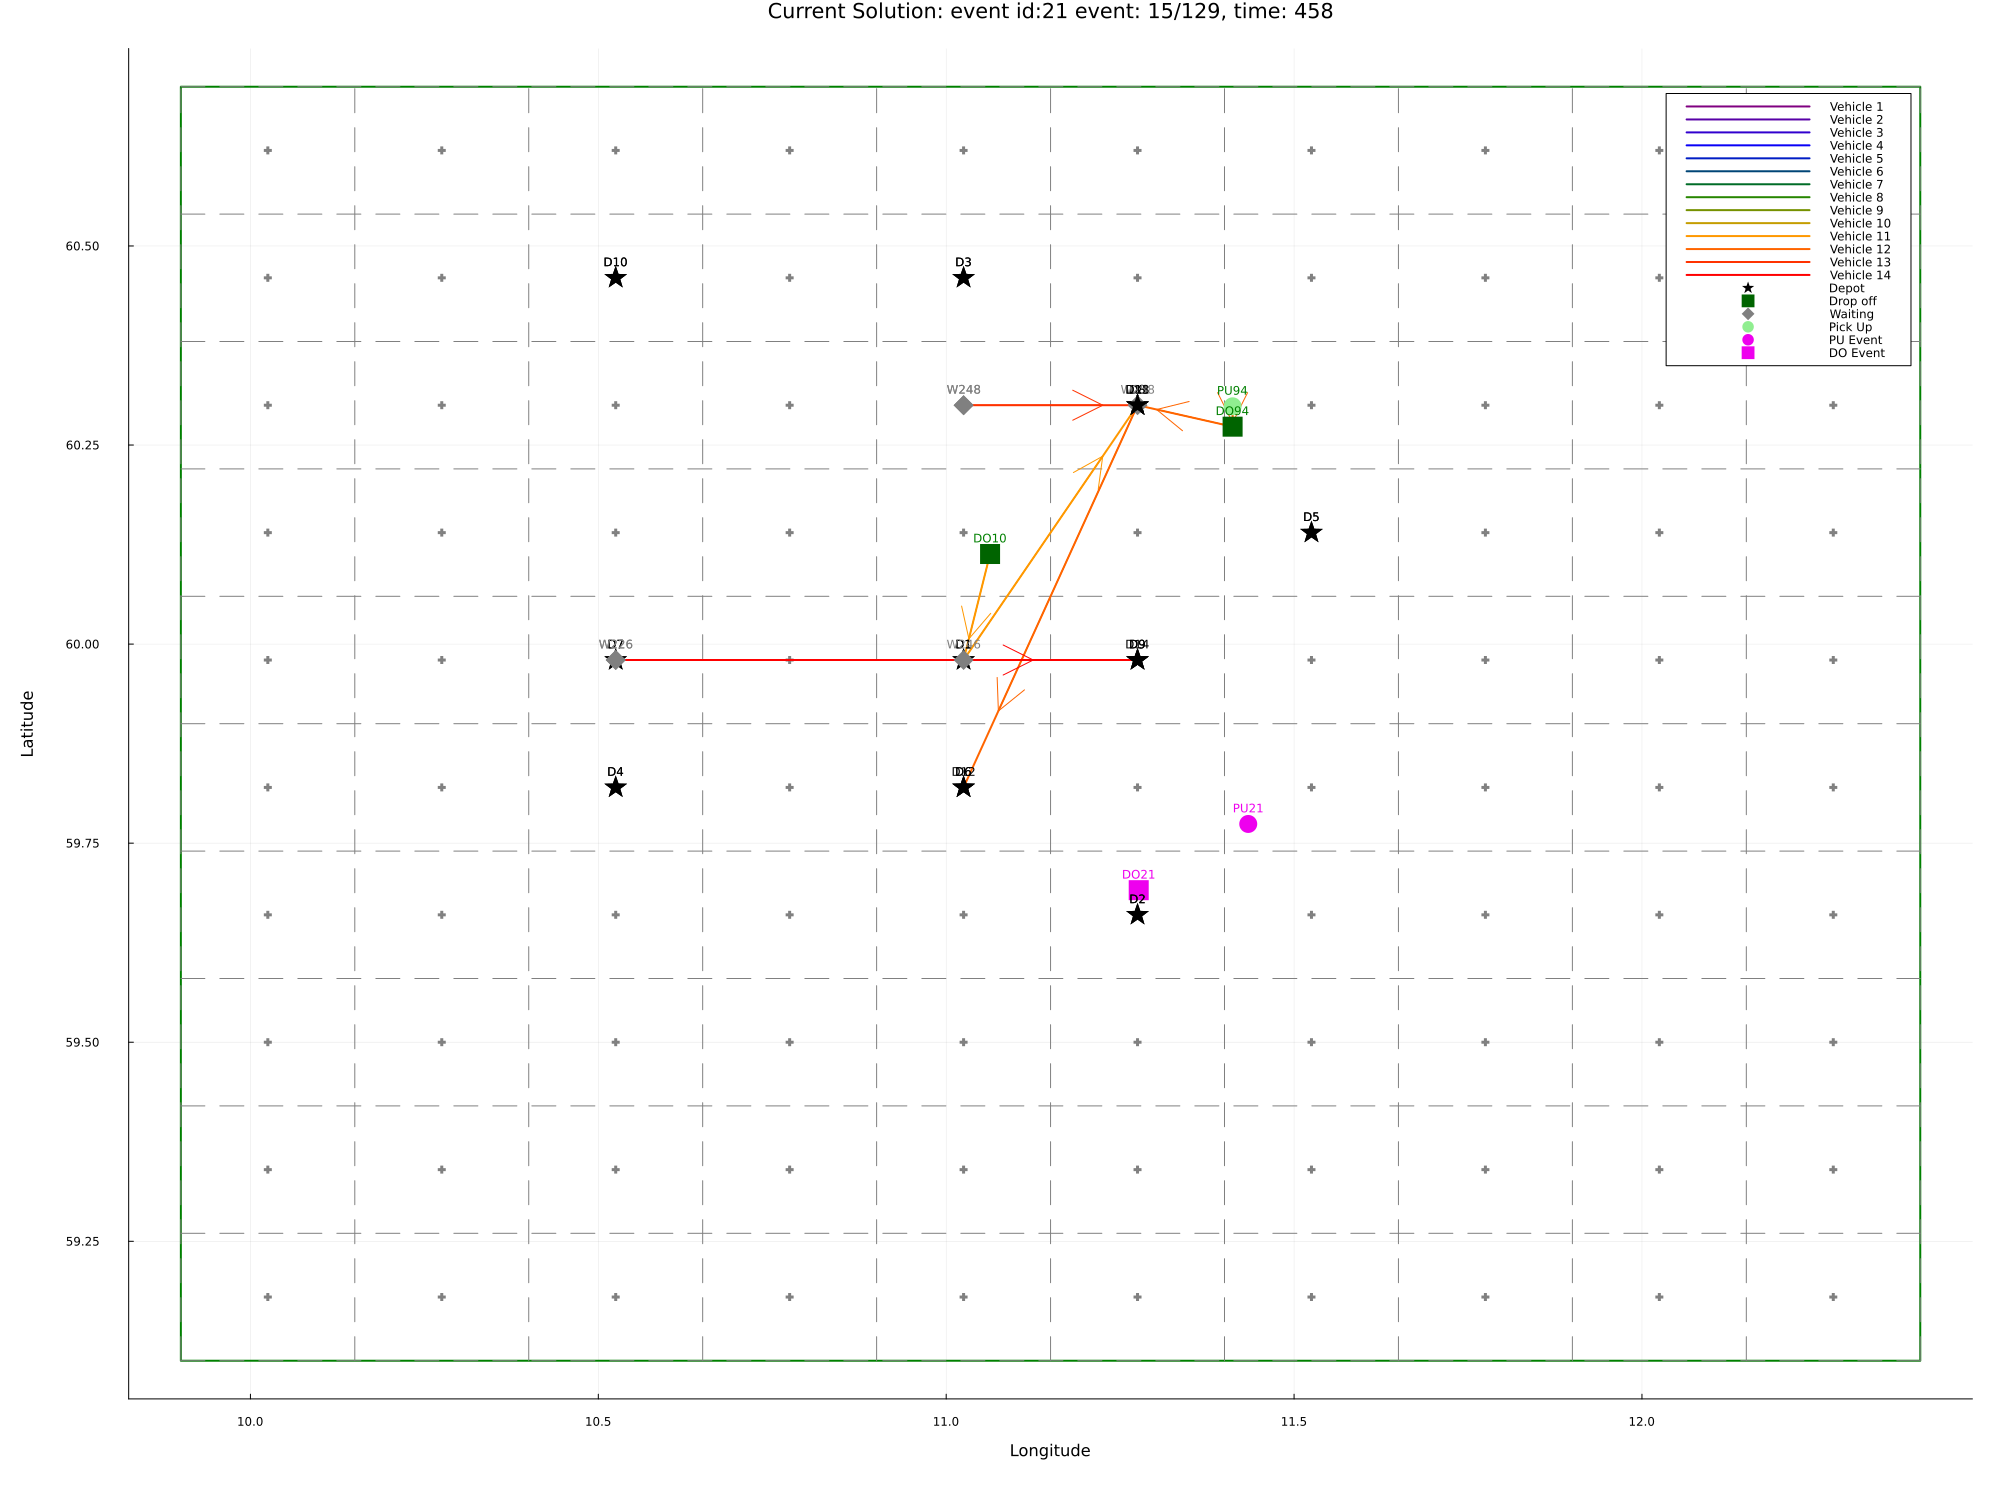 Current Solution: event id:21 event: 15/129, time: 458
Vehicle 1
Vehicle 2
Vehicle 3
Vehicle 4
Vehicle 5
Vehicle 6
Vehicle 7
Vehicle 8
Vehicle 9
Vehicle 10
Vehicle 11
Vehicle 12
Vehicle 13
Vehicle 14
Depot
Drop off
Waiting
Pick Up
PU Event
DO Event
60.50
D10
D3
W248
PU94
DO94
60.25
D5
DO10
60.00
D7
D1
D9
D4
D6
PU21
59.75
DO21
D2
59.50
59.25
10.0
10.5
11.0
11.5
12.0
Latitude
Longitude